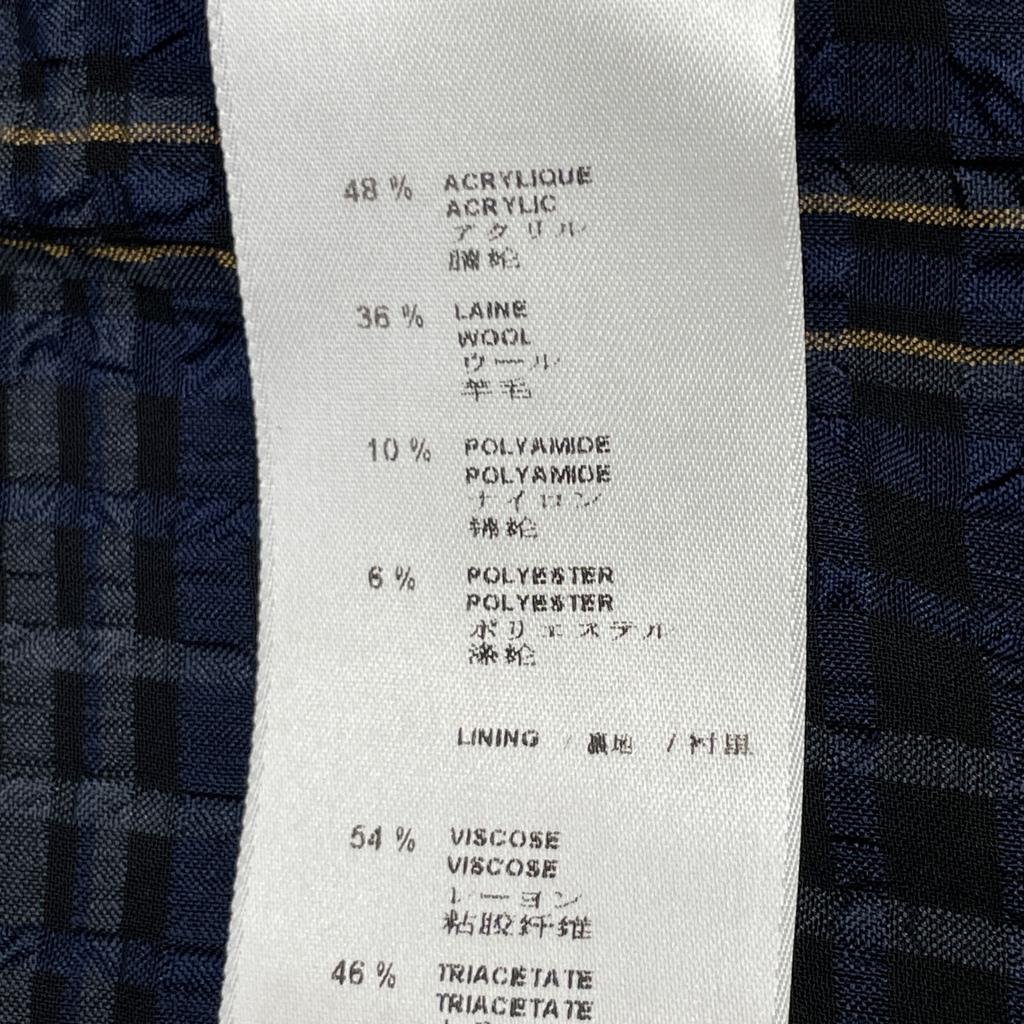 48 % ACRYLIQUE
ACRYLIC
アクリル
腈纶
36 % LAINE
WOOL
ウール
羊毛
10 % POLYAMIDE
POLYAMIDE
ナイロン
锦纶
6 % POLYESTER
POLYESTER
ポリエステル
涤纶
LINING / 裏地 / 衬里
54 % VISCOSE
VISCOSE
レーヨン
粘胶纤维
46 % TRIACETATE
TRIACETATE